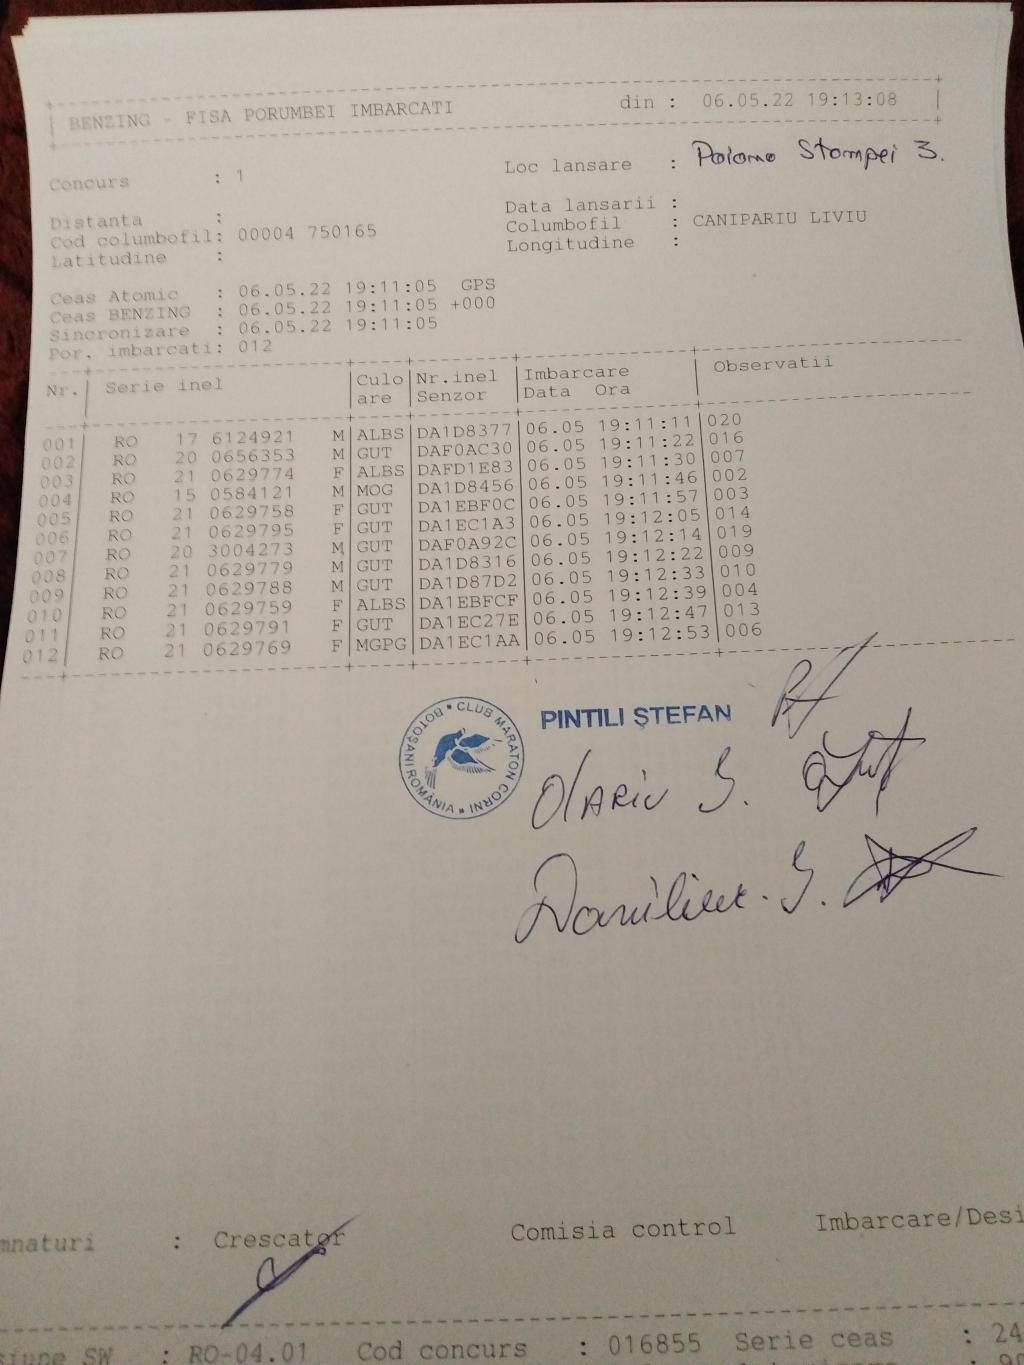 BENZING - FISA PORUMBEI IMBARCATI din : 06.05.22 19:13:08
Concurs : 1 Loc lansare : Poiana Stampei 3.
Distanta : Data lansarii :
Cod columbofil: 00004 750165 Columbofil : CANIPARIU LIVIU
Latitudine : Longitudine :
Ceas Atomic : 06.05.22 19:11:05 GPS
Ceas BENZING : 06.05.22 19:11:05 +000
Sincronizare : 06.05.22 19:11:05
Por. imbarcati: 012
Nr. Serie inel Culo Nr.inel Imbarcare Observatii
are Senzor Data Ora
001 RO 17 6124921 M ALBS DA1D8377 06.05 19:11:11 020
002 RO 20 0656353 M GUT DAF0AC30 06.05 19:11:22 016
003 RO 21 0629774 F ALBS DAFD1E83 06.05 19:11:30 007
004 RO 15 0584121 M MOG DA1D8456 06.05 19:11:46 002
005 RO 21 0629758 F GUT DA1EBF0C 06.05 19:11:57 003
006 RO 21 0629795 F GUT DA1EC1A3 06.05 19:12:05 014
007 RO 20 3004273 M GUT DAF0A92C 06.05 19:12:14 019
008 RO 21 0629779 M GUT DA1D8316 06.05 19:12:22 009
009 RO 21 0629788 M GUT DA1D87D2 06.05 19:12:33 010
010 RO 21 0629759 F ALBS DA1EBFCF 06.05 19:12:39 004
011 RO 21 0629791 F GUT DA1EC27E 06.05 19:12:47 013
012 RO 21 0629769 F MGPG DA1EC1AA 06.05 19:12:53 006
CLUB MARATON CORNI BOTOŞANI ROMÂNIA
PINTILI ŞTEFAN
Olariu S.
mnaturi : Crescator Comisia control Imbarcare/Desi
siune SW : RO-04.01 Cod concurs : 016855 Serie ceas : 24